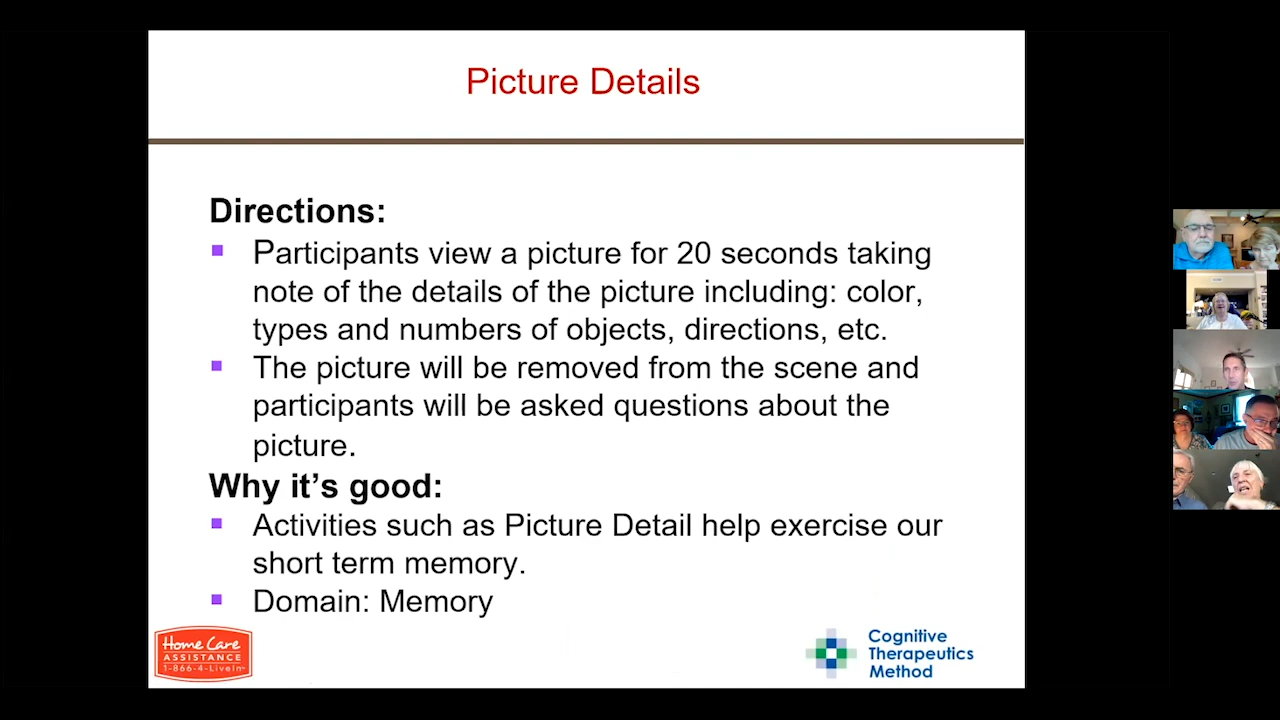 Picture Details
Directions:
Participants view a picture for 20 seconds taking
note of the details of the picture including: color,
types and numbers of objects, directions, etc.
The picture will be removed from the scene and
participants will be asked questions about the
picture.
Why it's good:
Activities such as Picture Detail help exercise our
short term memory.
Domain: Memory
Home Care
ASSISTANCE
1-866-4-LiveIn
Cognitive
Therapeutics
Method